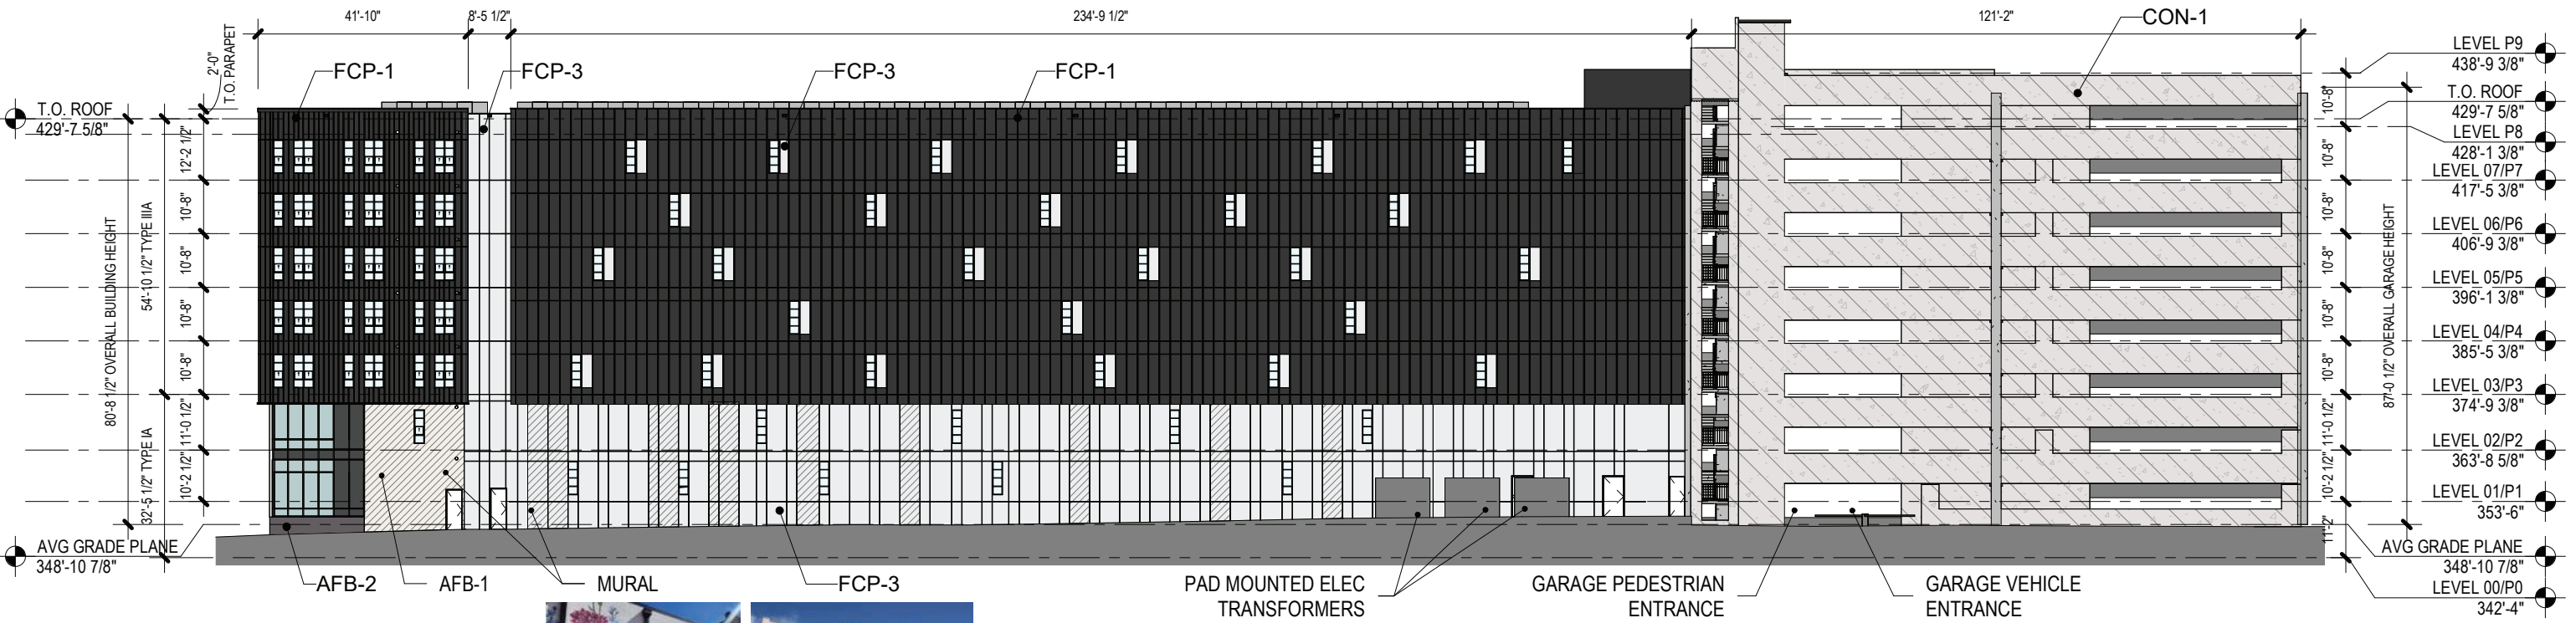 41'-10"
8'-5 1/2"
234'-9 1/2"
121'-2"
CON-1
2'-0"
T.O. PARAPET
FCP-1
FCP-3
FCP-3
FCP-1
T.O. ROOF
429'-7 5/8"
12'-2 1/2"
10'-8"
10'-8"
10'-8"
10'-8"
11'-0 1/2"
10'-2 1/2"
54'-10 1/2" TYPE IIIA
32'-5 1/2" TYPE IA
80'-8 1/2" OVERALL BUILDING HEIGHT
AVG GRADE PLANE
348'-10 7/8"
AFB-2
AFB-1
MURAL
FCP-3
PAD MOUNTED ELEC
TRANSFORMERS
GARAGE PEDESTRIAN
ENTRANCE
GARAGE VEHICLE
ENTRANCE
10'-8"
10'-8"
10'-8"
10'-8"
10'-8"
10'-8"
11'-0 1/2"
10'-2 1/2"
11'-2"
87'-0 1/2" OVERALL GARAGE HEIGHT
LEVEL P9
438'-9 3/8"
T.O. ROOF
429'-7 5/8"
LEVEL P8
428'-1 3/8"
LEVEL 07/P7
417'-5 3/8"
LEVEL 06/P6
406'-9 3/8"
LEVEL 05/P5
396'-1 3/8"
LEVEL 04/P4
385'-5 3/8"
LEVEL 03/P3
374'-9 3/8"
LEVEL 02/P2
363'-8 5/8"
LEVEL 01/P1
353'-6"
AVG GRADE PLANE
348'-10 7/8"
LEVEL 00/P0
342'-4"